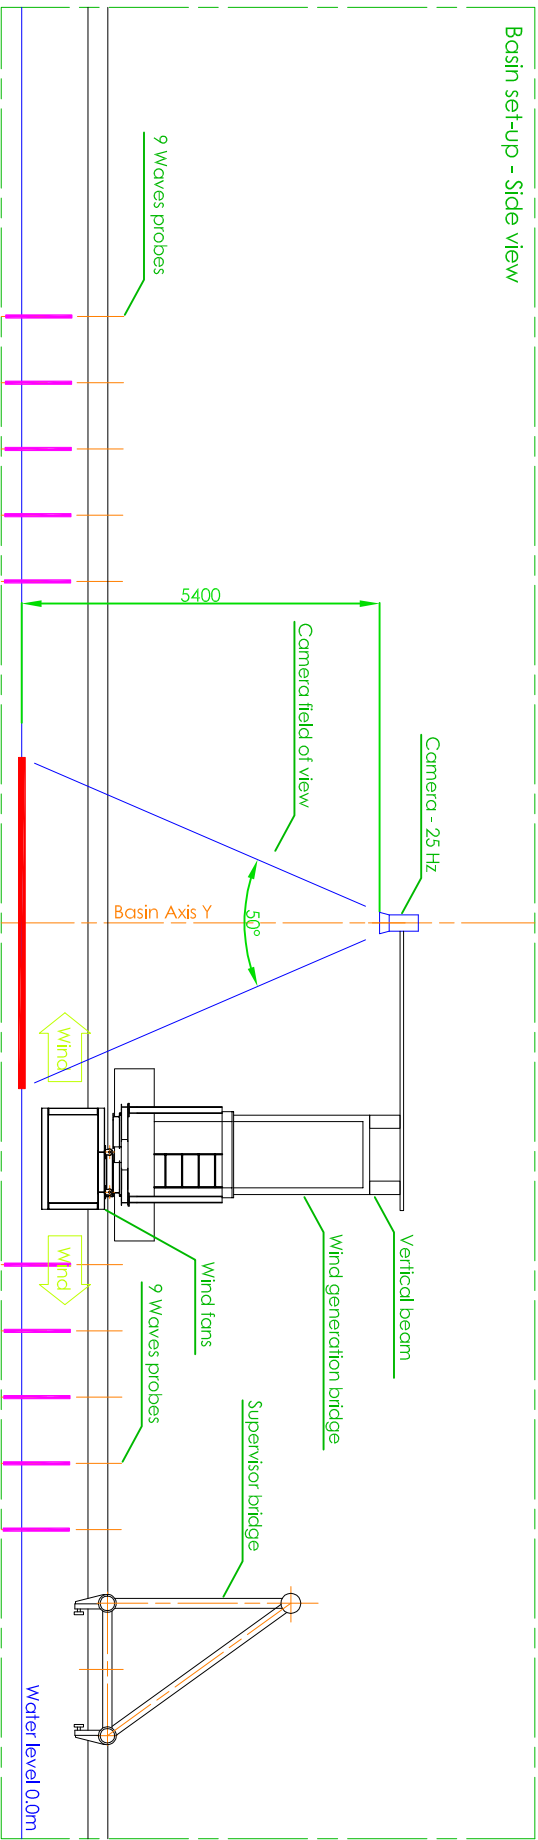 Basin set-up - Side view
9 Waves probes
5400
Camera field of view
Camera - 25 Hz
Basin Axis Y
50°
Wind
Wind
Wind fans
Vertical beam
Wind generation bridge
9 Waves probes
Supervisor bridge
Water level 0.0m